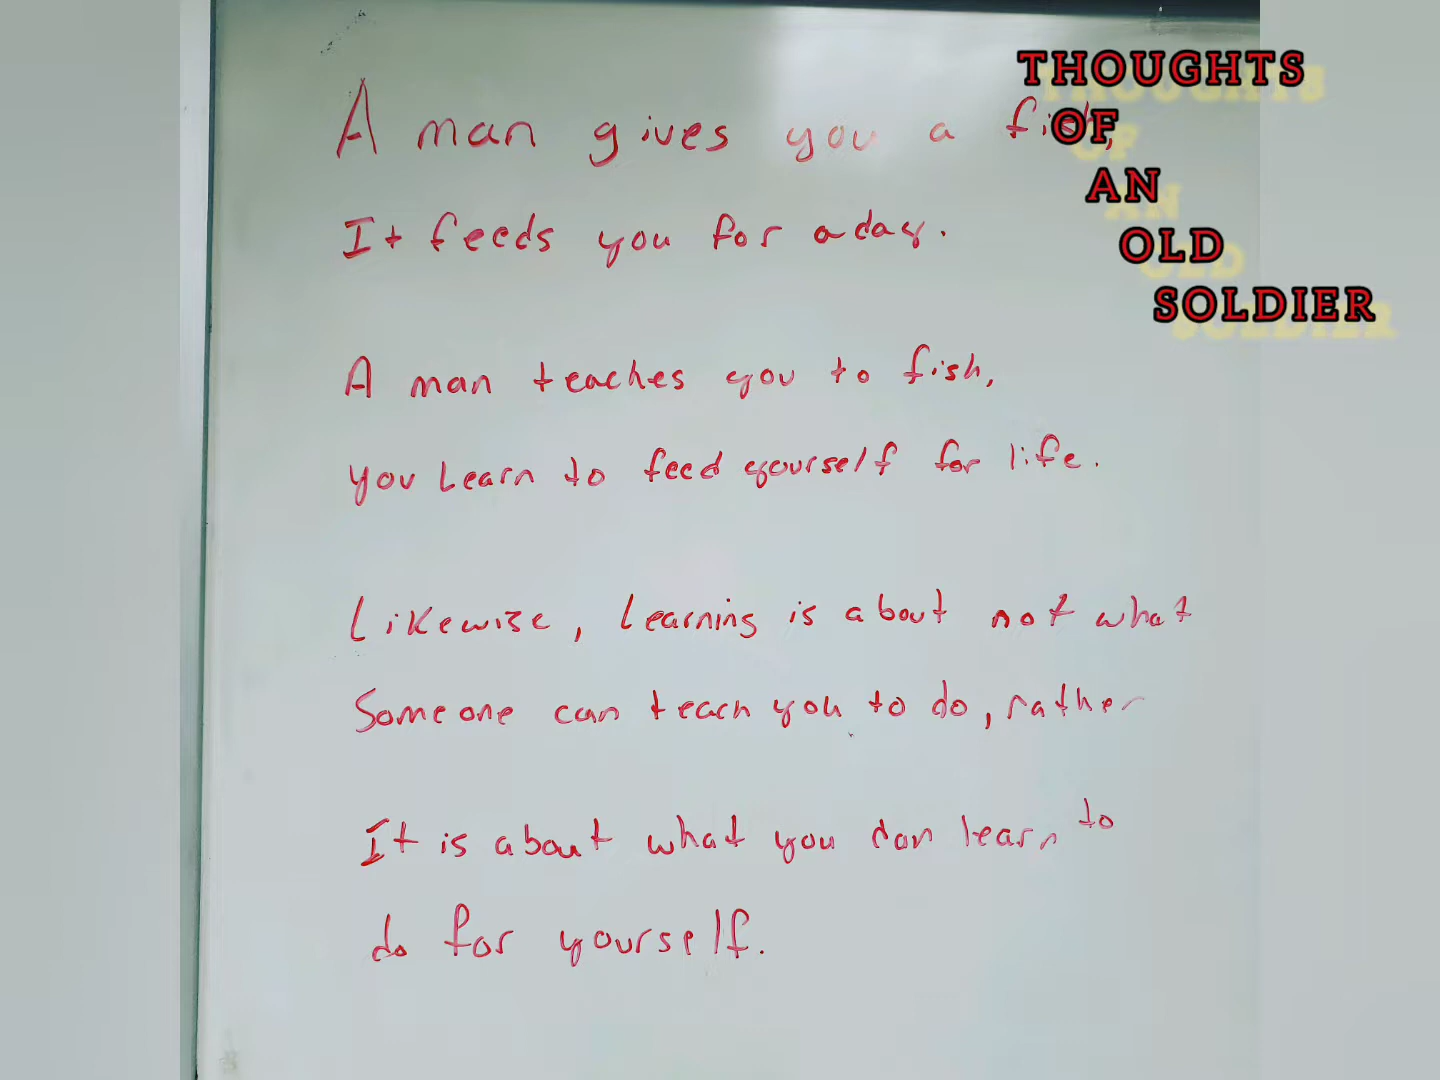 THOUGHTS
OF
AN
OLD
SOLDIER
A man gives you a fish,
It feeds you for a day.
A man teaches you to fish,
you Learn to feed yourself for life.
Likewise, Learning is about not what
Someone can teach you to do, rather
It is about what you can learn to
do for yourself.